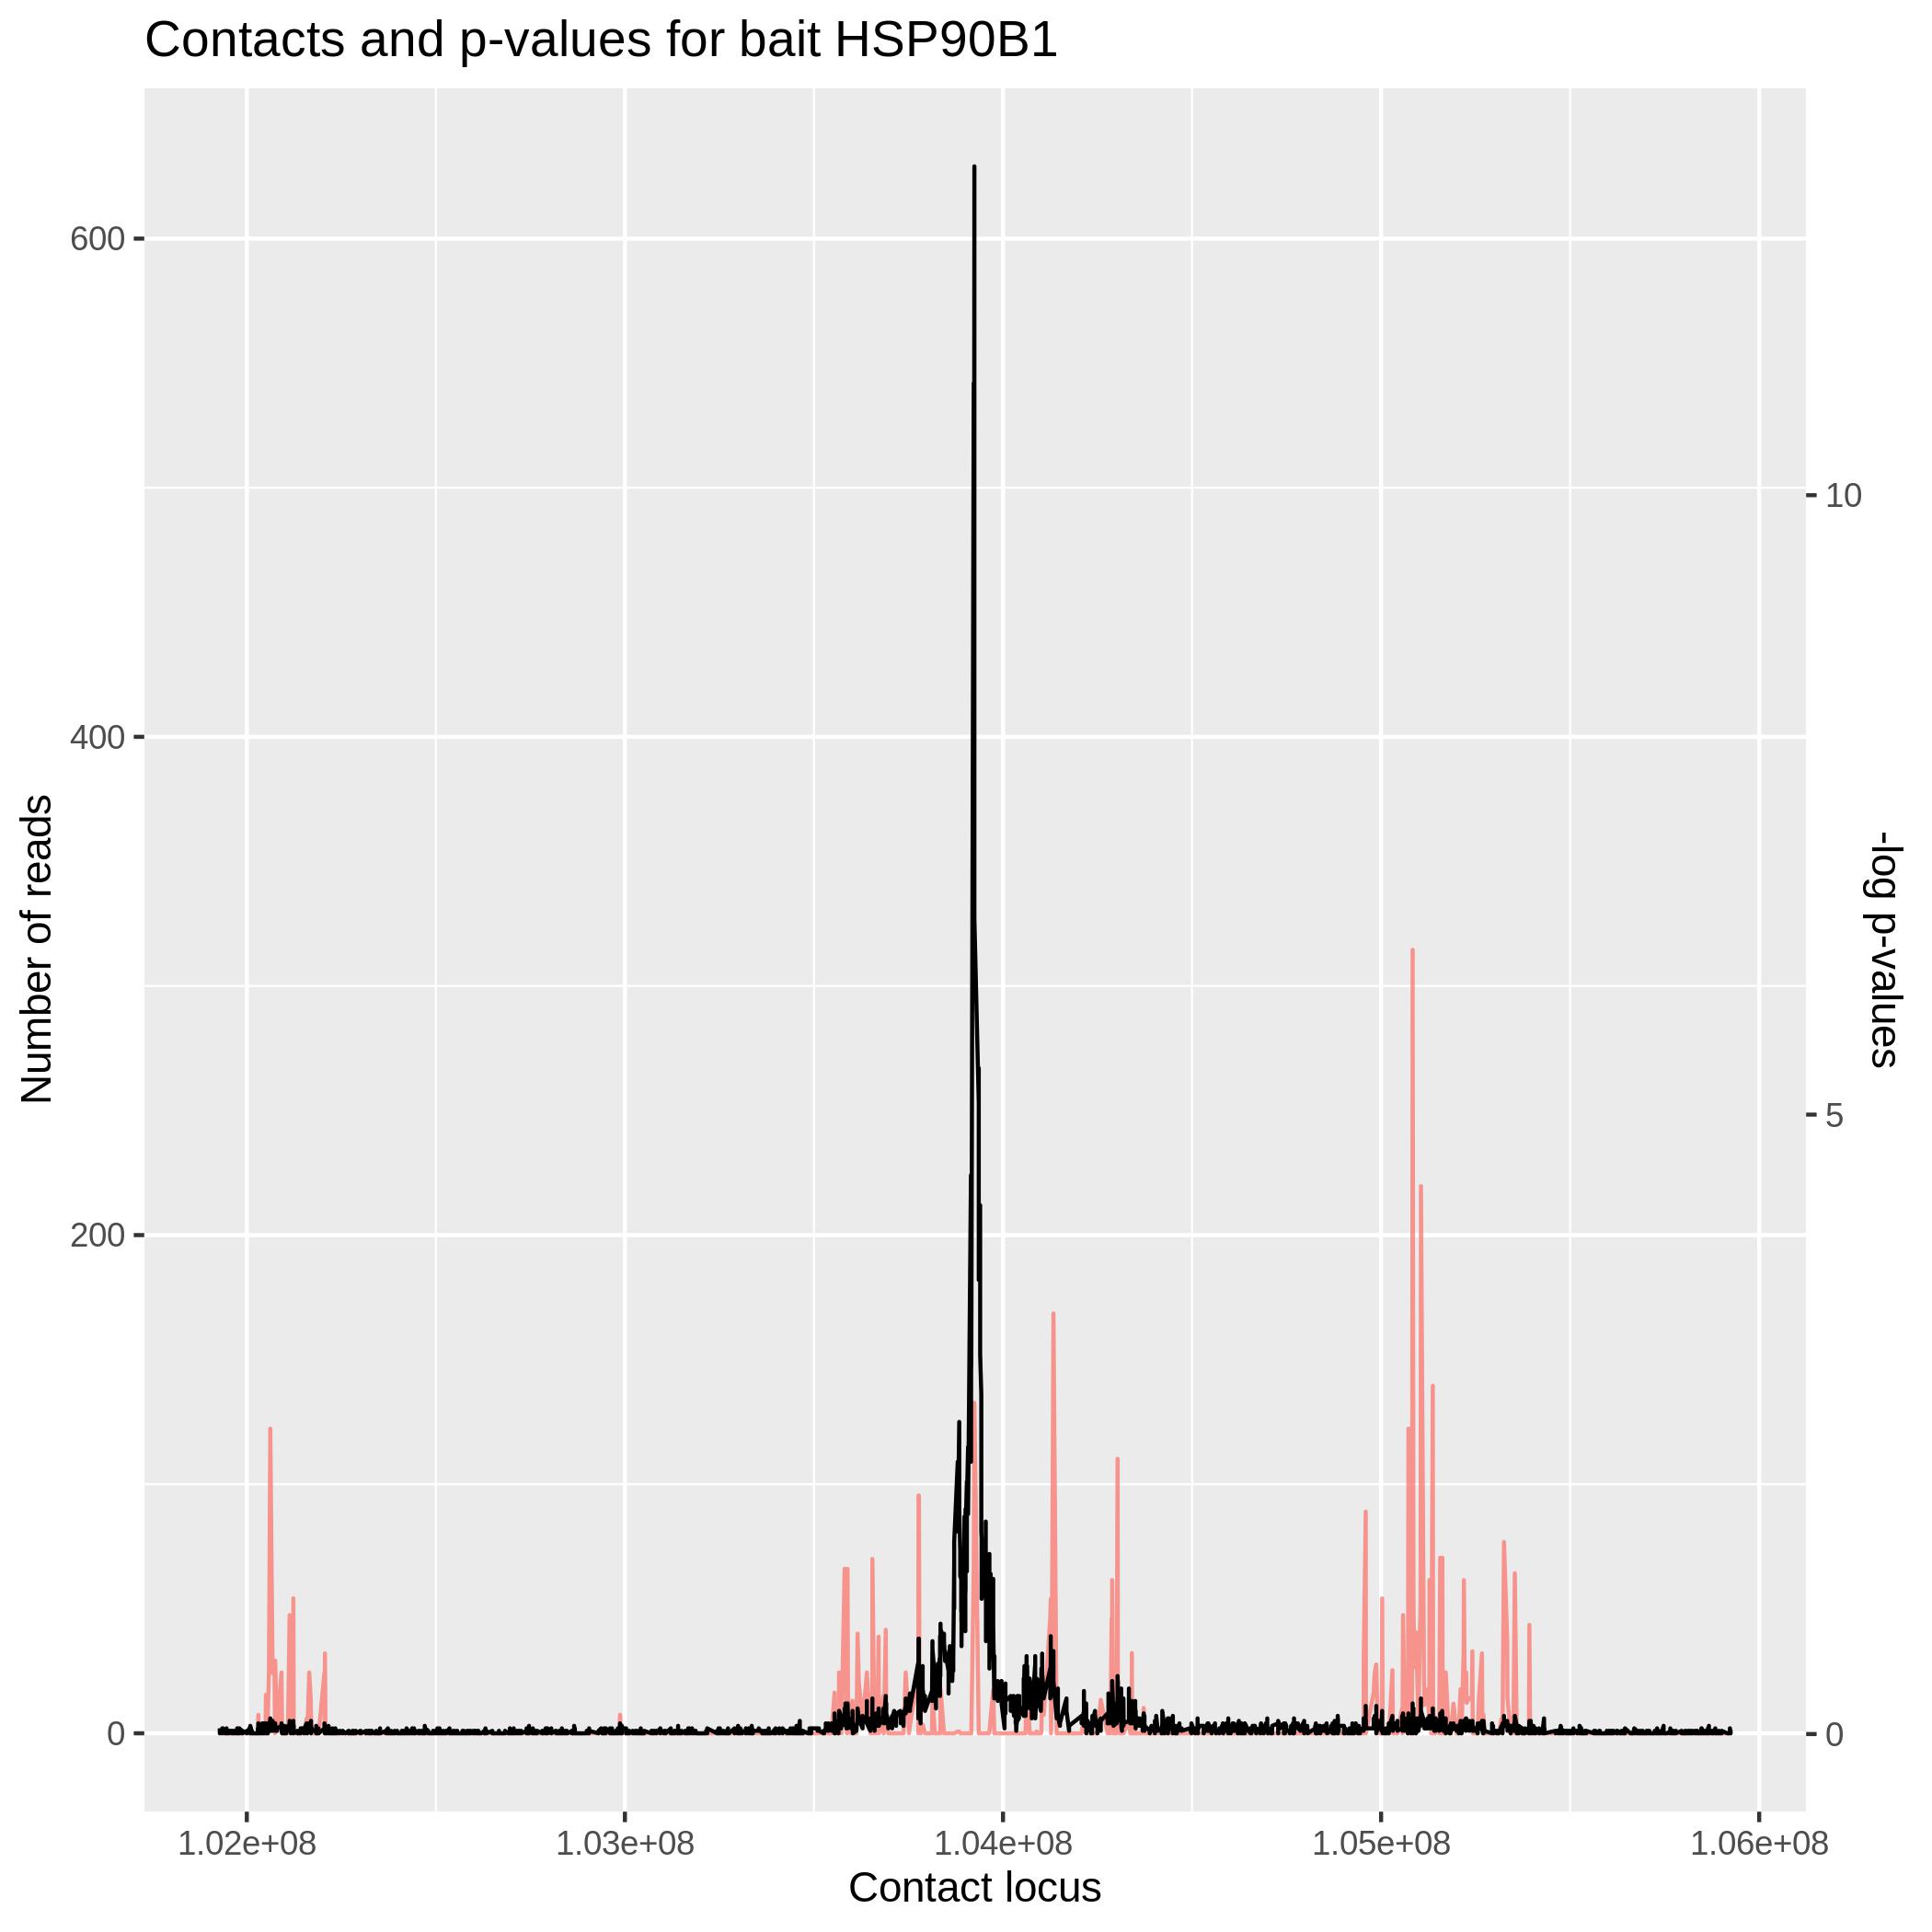 Contacts and p-values for bait HSP90B1
600
400
200
0
10
5
0
Number of reads
-log p-values
1.02e+08
1.03e+08
1.04e+08
1.05e+08
1.06e+08
Contact locus